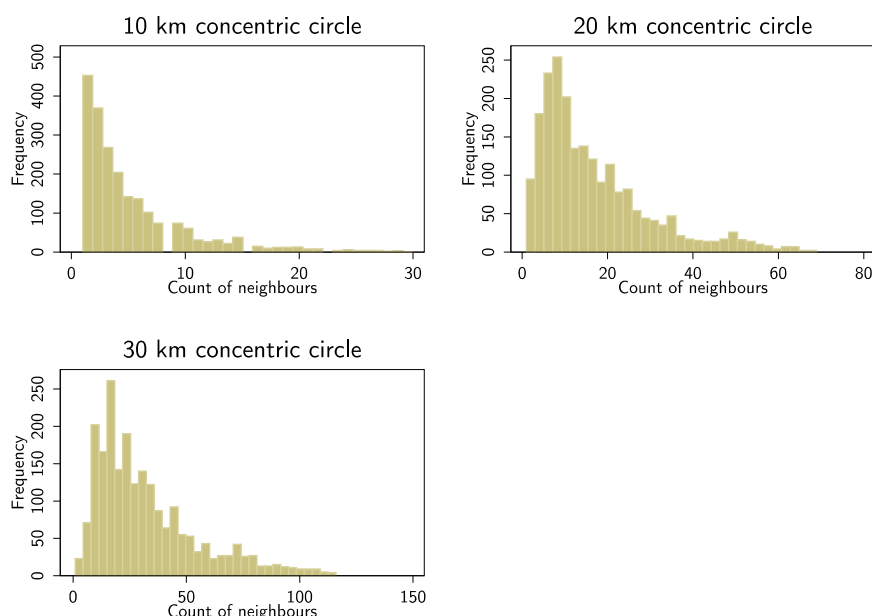 10 km concentric circle
Frequency
0 100 200 300 400 500
0 10 20 30
Count of neighbours
20 km concentric circle
Frequency
0 50 100 150 200 250
0 20 40 60 80
Count of neighbours
30 km concentric circle
Frequency
0 50 100 150 200 250
0 50 100 150
Count of neighbours